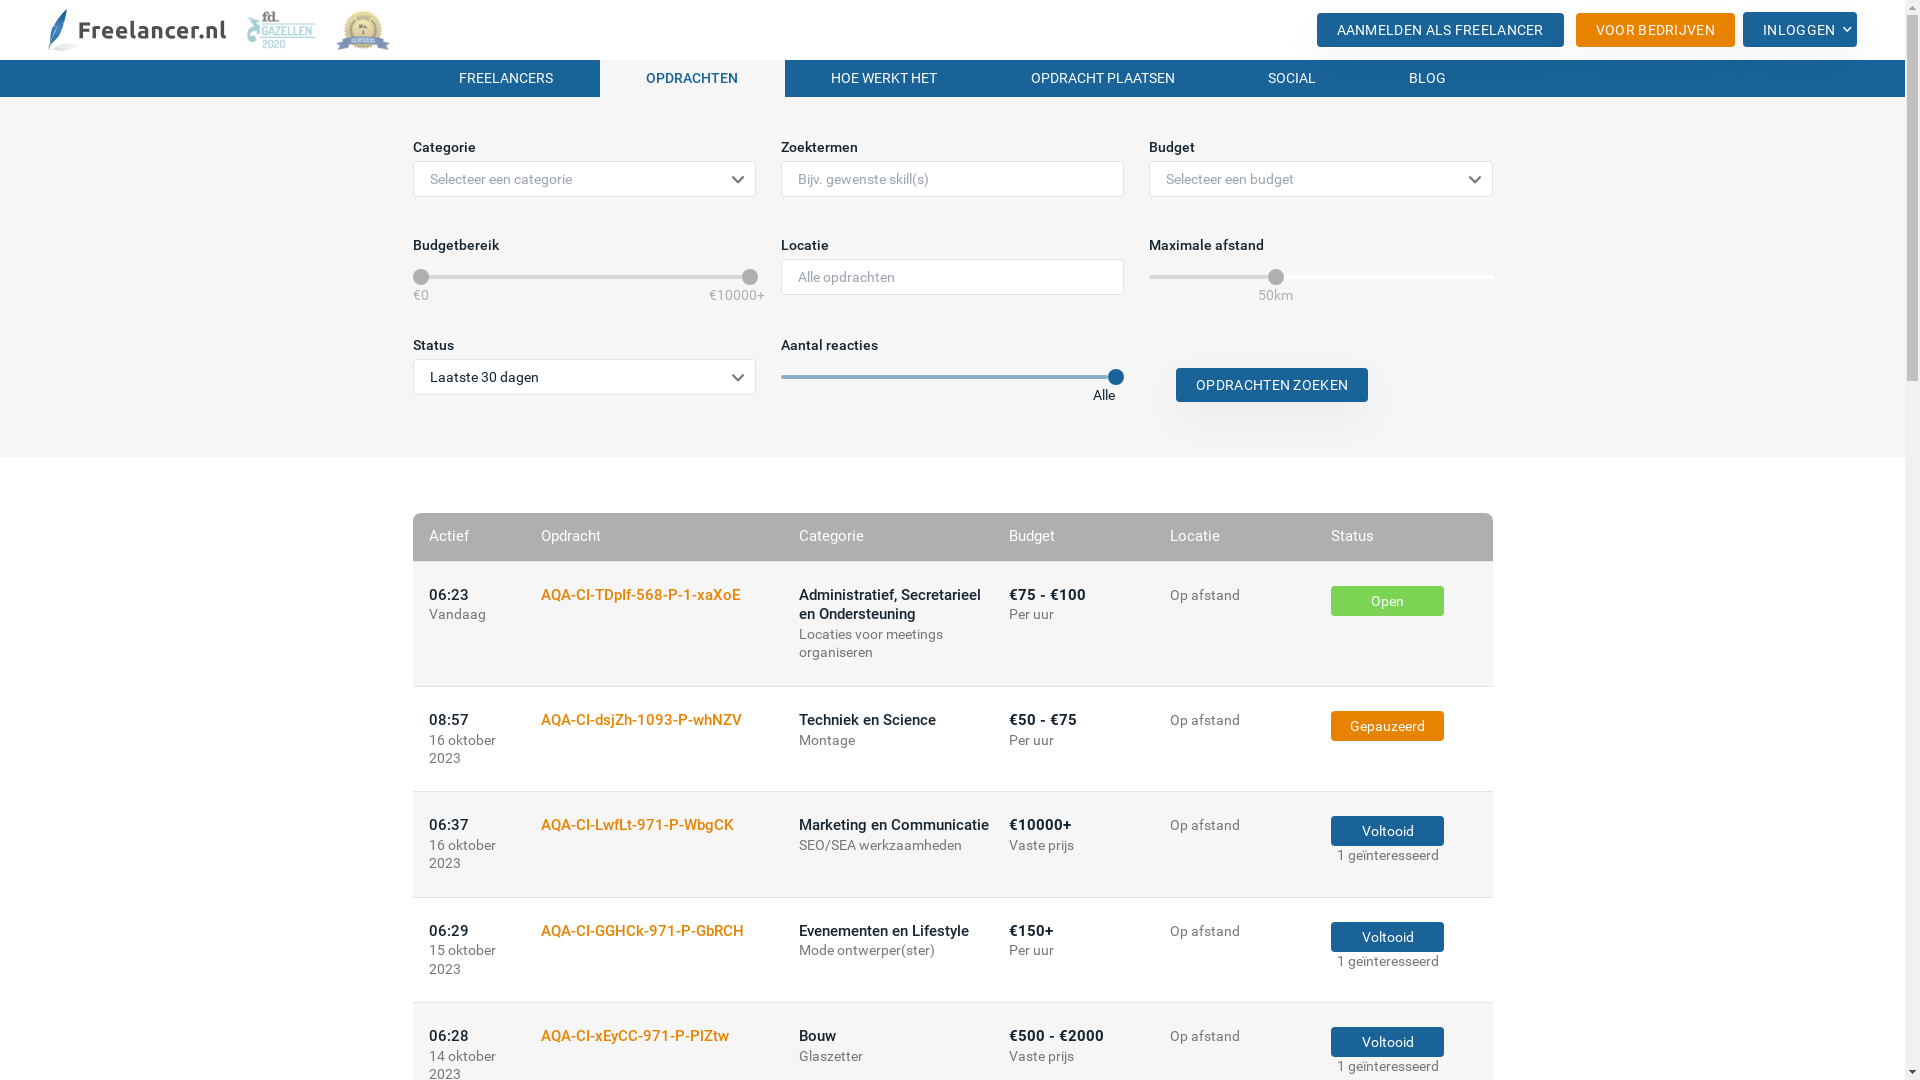 Freelancer.nl
fd.
GAZELLEN
2020
AANMELDEN ALS FREELANCER
VOOR BEDRIJVEN
INLOGGEN
FREELANCERS
OPDRACHTEN
HOE WERKT HET
OPDRACHT PLAATSEN
SOCIAL
BLOG
Categorie
Zoektermen
Budget
Selecteer een categorie
Bijv. gewenste skill(s)
Selecteer een budget
Budgetbereik
Locatie
Maximale afstand
Alle opdrachten
€0
€10000+
50km
Status
Aantal reacties
Laatste 30 dagen
Alle
OPDRACHTEN ZOEKEN
Actief
Opdracht
Categorie
Budget
Locatie
Status
06:23
Vandaag
AQA-CI-TDpIf-568-P-1-xaXoE
Administratief, Secretarieel
en Ondersteuning
Locaties voor meetings
organiseren
€75 - €100
Per uur
Op afstand
Open
08:57
16 oktober
2023
AQA-CI-dsjZh-1093-P-whNZV
Techniek en Science
Montage
€50 - €75
Per uur
Op afstand
Gepauzeerd
06:37
16 oktober
2023
AQA-CI-LwfLt-971-P-WbgCK
Marketing en Communicatie
SEO/SEA werkzaamheden
€10000+
Vaste prijs
Op afstand
Voltooid
1 geïnteresseerd
06:29
15 oktober
2023
AQA-CI-GGHCk-971-P-GbRCH
Evenementen en Lifestyle
Mode ontwerper(ster)
€150+
Per uur
Op afstand
Voltooid
1 geïnteresseerd
06:28
14 oktober
2023
AQA-CI-xEyCC-971-P-PlZtw
Bouw
Glaszetter
€500 - €2000
Vaste prijs
Op afstand
Voltooid
1 geïnteresseerd